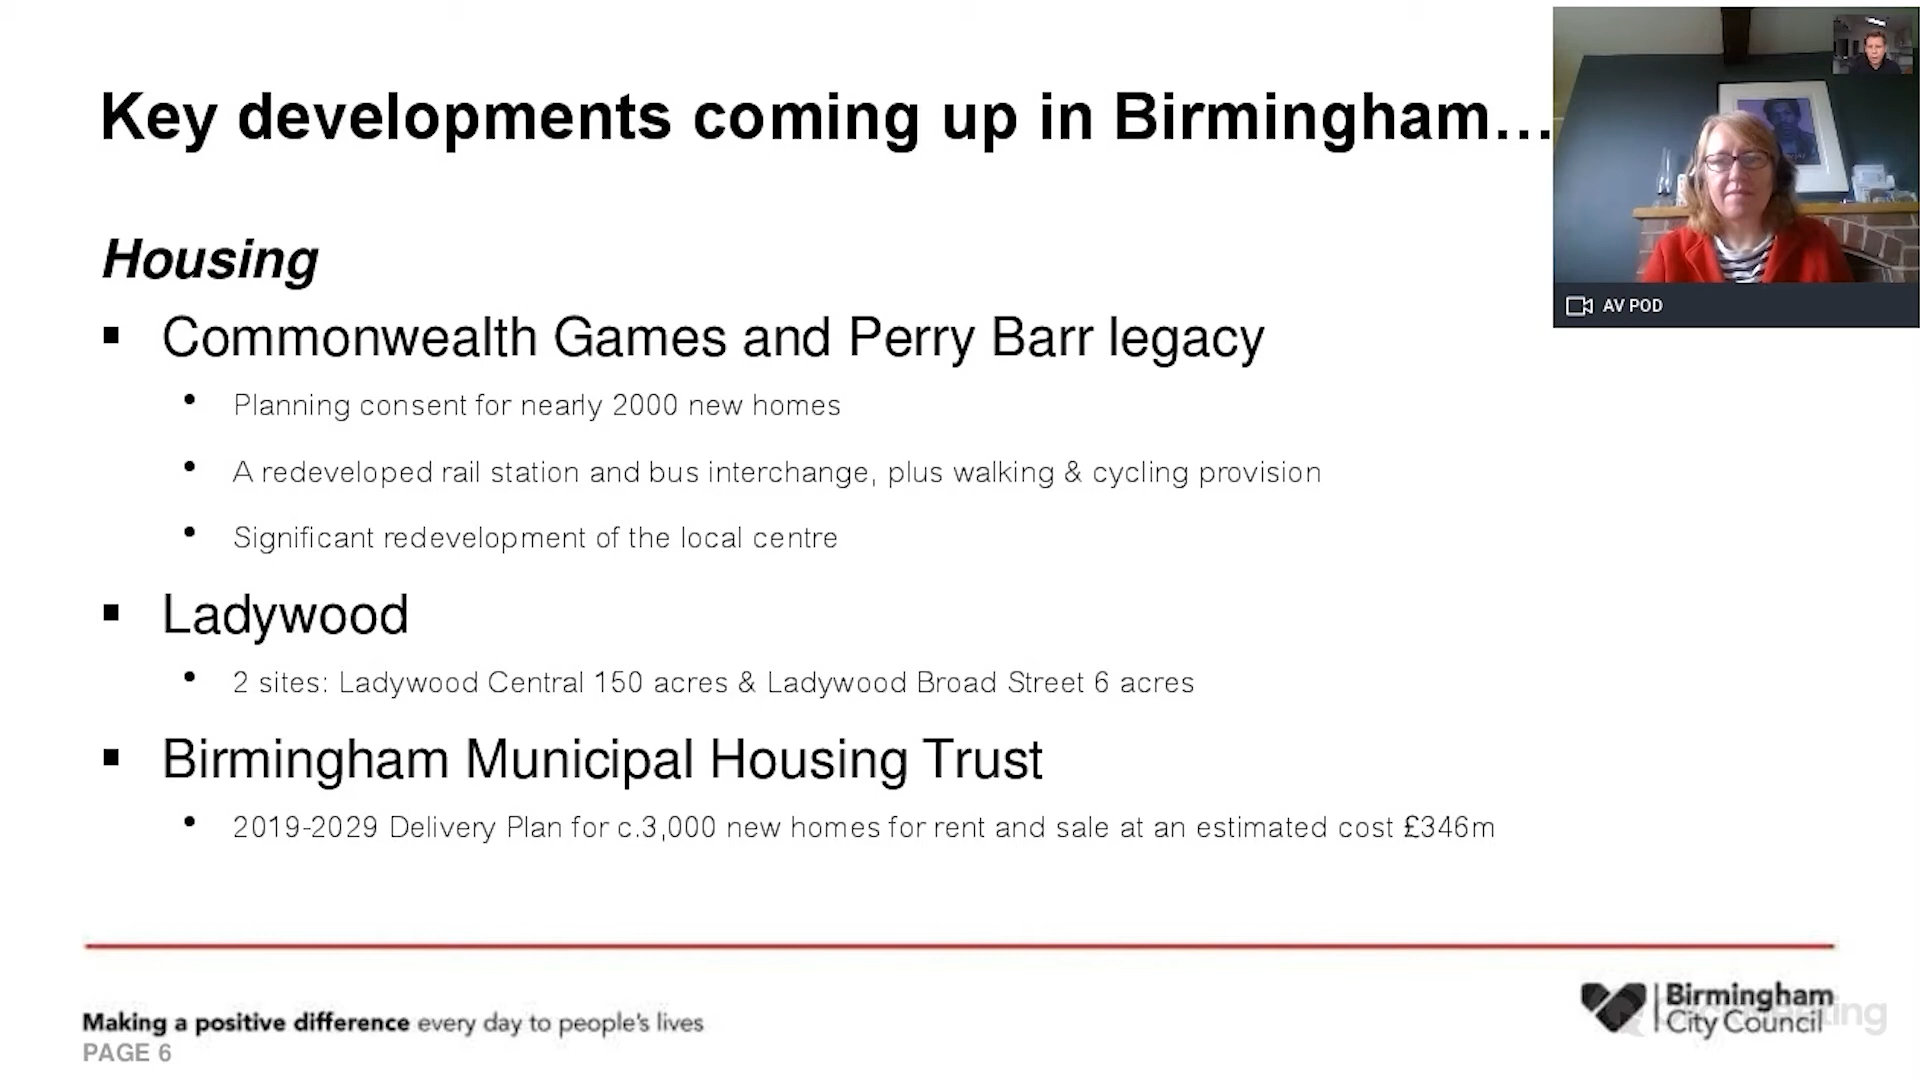 Key developments coming up in Birmingham...
AV POD
Housing
Commonwealth Games and Perry Barr legacy
Planning consent for nearly 2000 new homes
A redeveloped rail station and bus interchange, plus walking & cycling provision
Significant redevelopment of the local centre
Ladywood
2 sites: Ladywood Central 150 acres & Ladywood Broad Street 6 acres
Birmingham Municipal Housing Trust
2019-2029 Delivery Plan for c.3,000 new homes for rent and sale at an estimated cost £346m
Making a positive difference every day to people's lives
PAGE 6
Birmingham
City Council